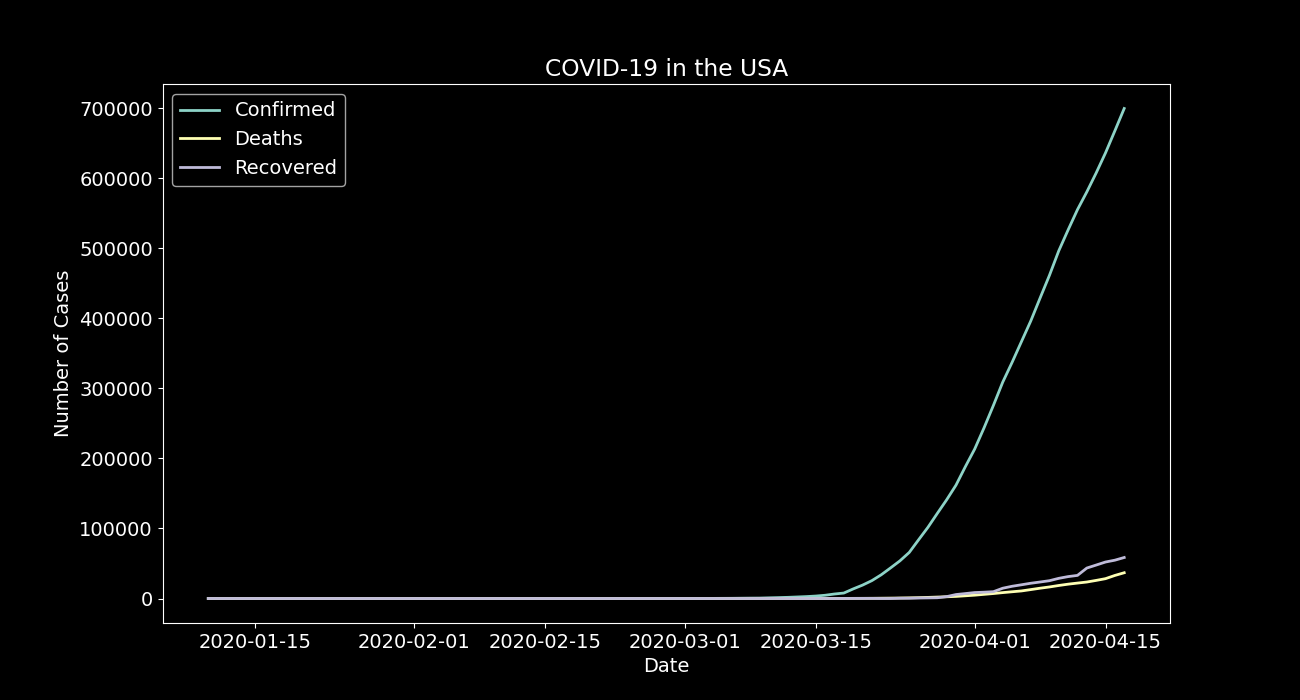 COVID-19 in the USA
Confirmed
Deaths
Recovered
Number of Cases
700000
600000
500000
400000
300000
200000
100000
0
2020-01-15
2020-02-01
2020-02-15
2020-03-01
2020-03-15
2020-04-01
2020-04-15
Date